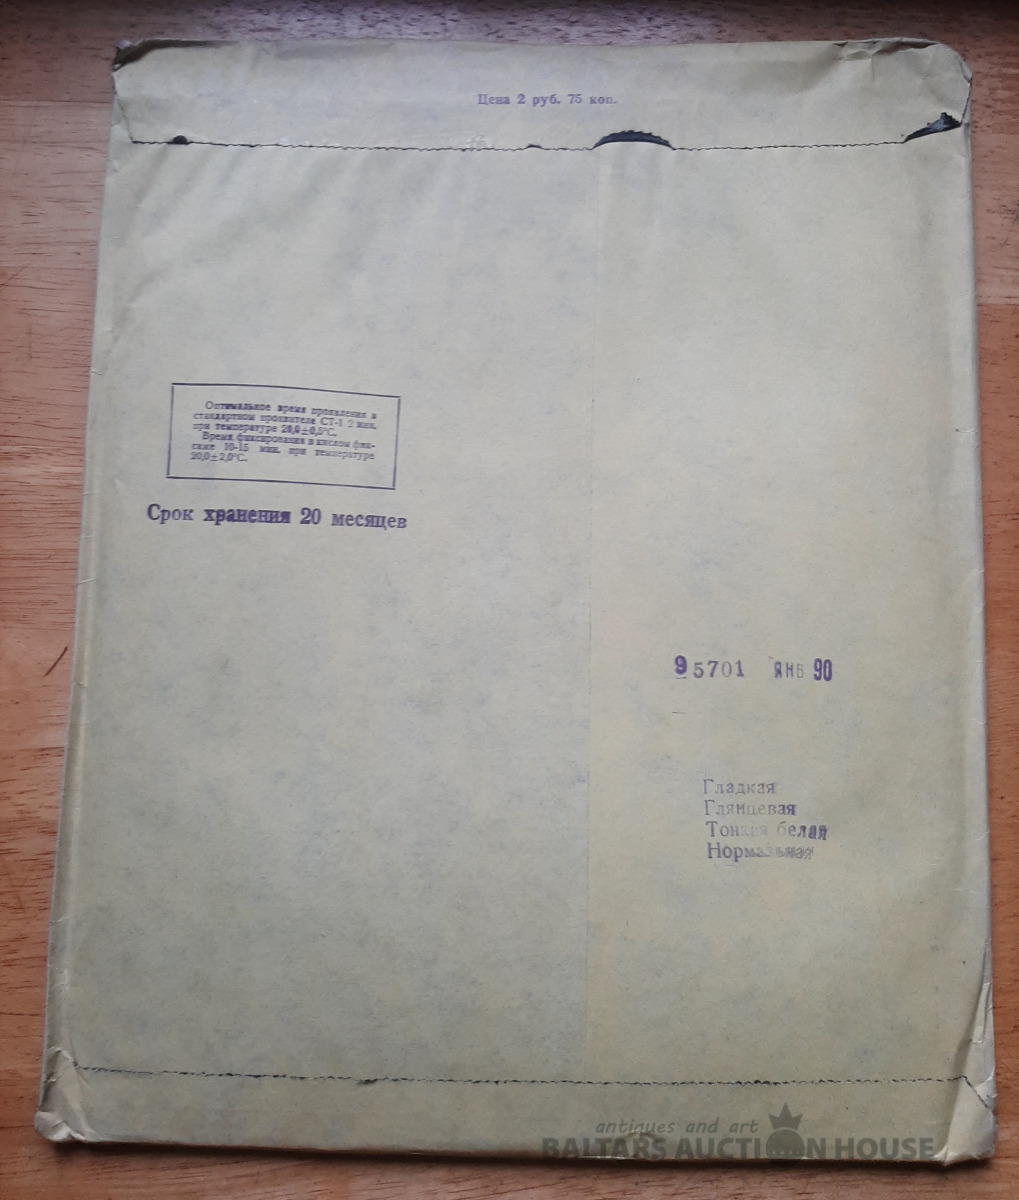 Цена 2 руб. 75 коп.
Оптимальное время проявления в
стандартном проявителе СТ-1 2 мин.
при температуре 20,0±0,5°С.
Время фиксирования в кислом фик-
саже 10-15 мин. при температуре
20,0±2,0°С.
Срок хранения 20 месяцев
95701 ЯНВ 90
Гладкая
Глянцевая
Тонкая белая
Нормальная
antiques and art
BALTARS AUCTION HOUSE